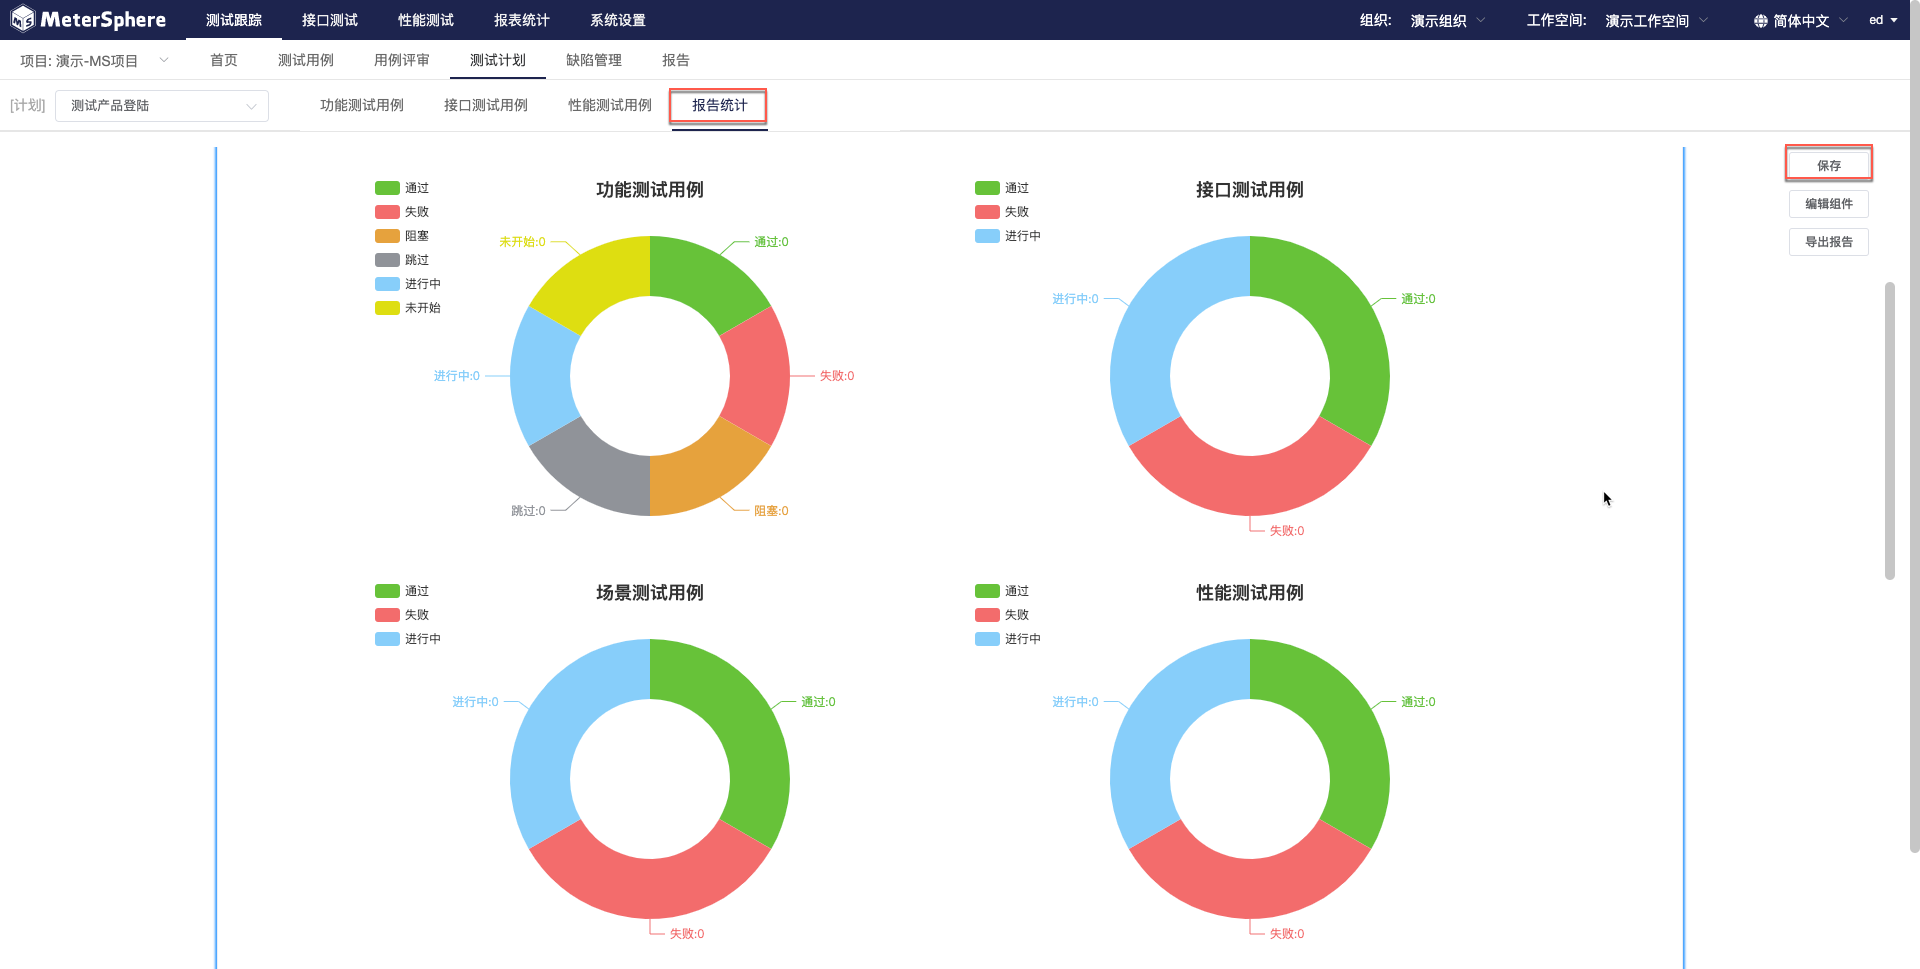 MeterSphere 测试跟踪 接口测试 性能测试 报表统计 系统设置 组织: 演示组织 工作空间: 演示工作空间 简体中文 ed
项目: 演示-MS项目 首页 测试用例 用例评审 测试计划 缺陷管理 报告
[计划] 测试产品登陆 功能测试用例 接口测试用例 性能测试用例 报告统计
保存
编辑组件
导出报告
功能测试用例
通过
失败
阻塞
跳过
进行中
未开始
未开始:0
通过:0
进行中:0
失败:0
跳过:0
阻塞:0
接口测试用例
通过
失败
进行中
进行中:0
通过:0
失败:0
场景测试用例
通过
失败
进行中
进行中:0
通过:0
失败:0
性能测试用例
通过
失败
进行中
进行中:0
通过:0
失败:0